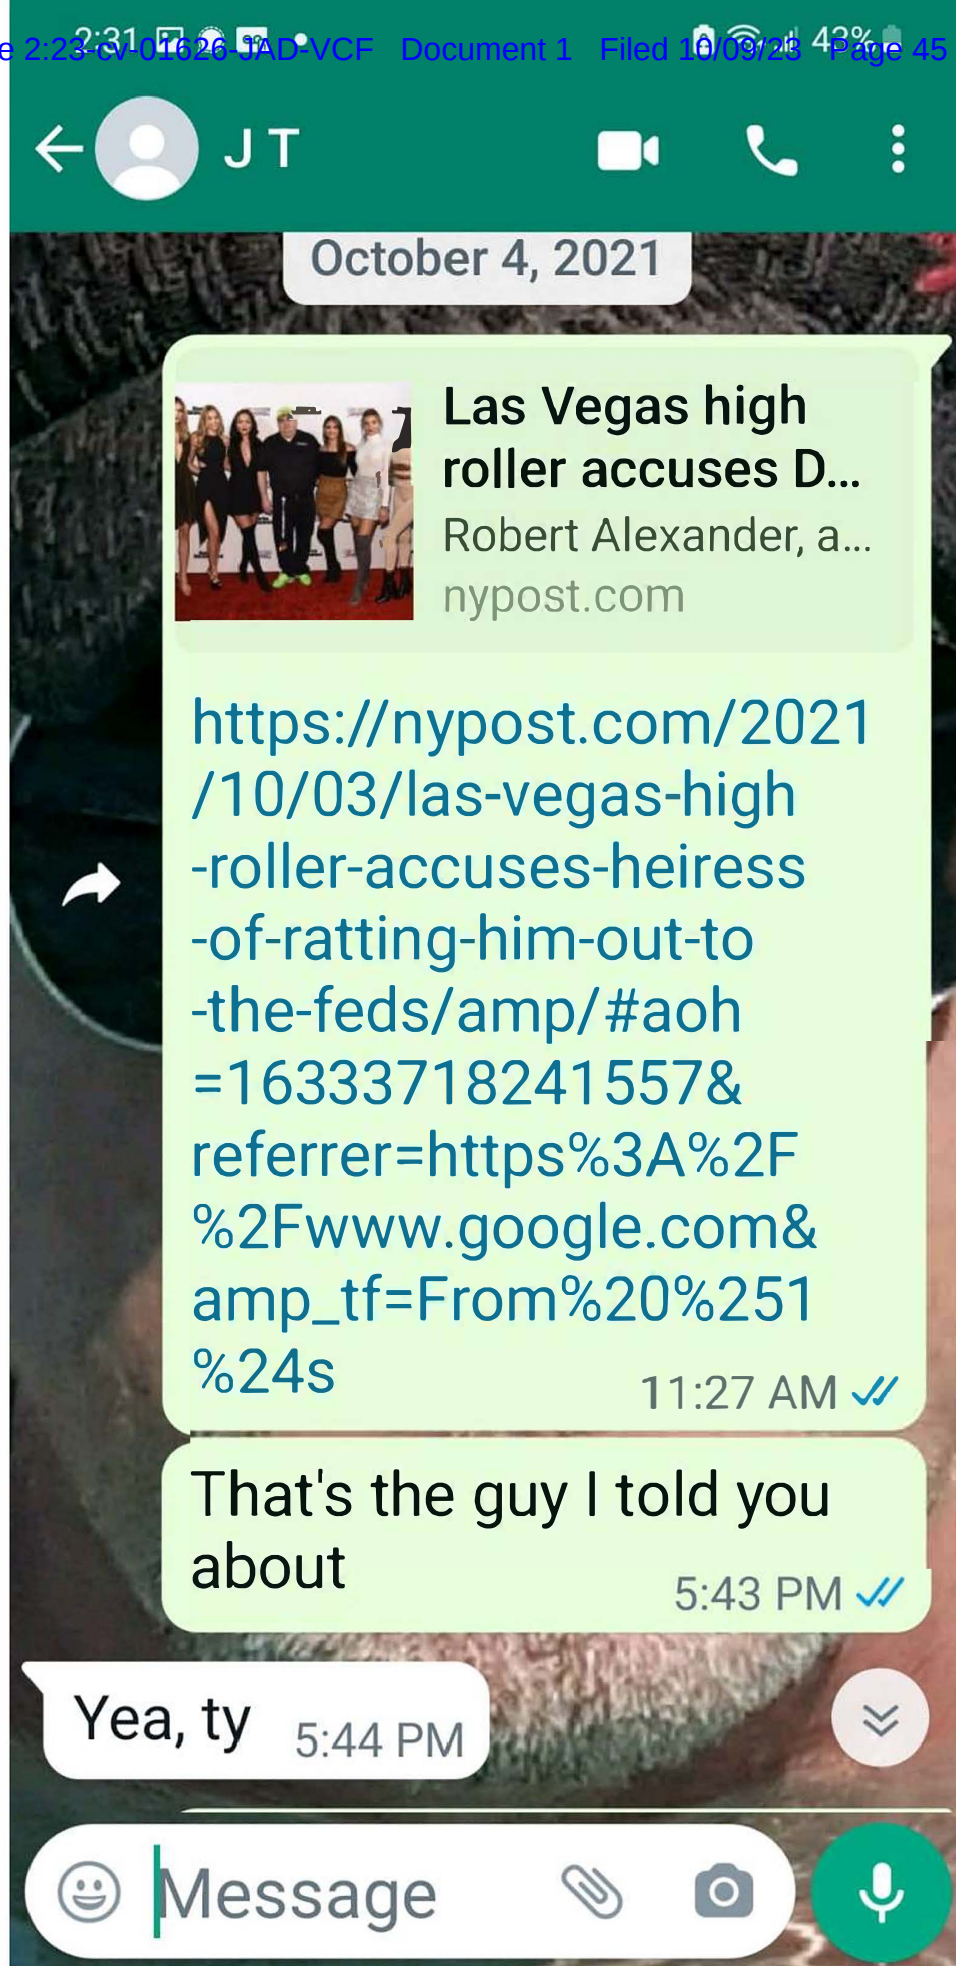 2:31 42%
e 2:23-cv-01626-JAD-VCF Document 1 Filed 10/09/23 Page 45
J T
October 4, 2021
Las Vegas high
roller accuses D...
Robert Alexander, a...
nypost.com
https://nypost.com/2021
/10/03/las-vegas-high
-roller-accuses-heiress
-of-ratting-him-out-to
-the-feds/amp/#aoh
=16333718241557&
referrer=https%3A%2F
%2Fwww.google.com&
amp_tf=From%20%251
%24s
11:27 AM
That's the guy I told you
about
5:43 PM
Yea, ty 5:44 PM
Message